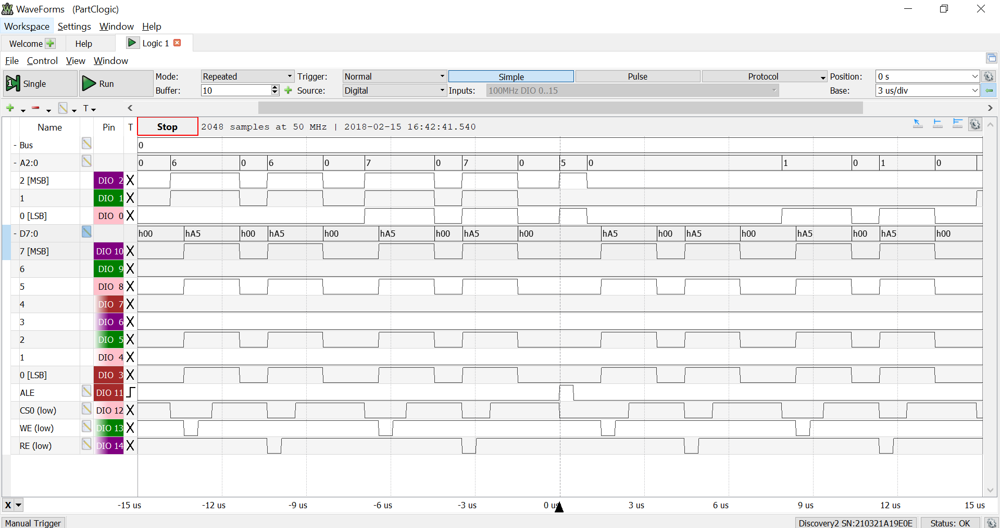 WaveForms (PartClogic)
Workspace Settings Window Help
Welcome Help Logic 1
File Control View Window
Single Run Mode: Repeated Trigger: Normal Simple Pulse Protocol Position: 0 s
Buffer: 10 Source: Digital Inputs: 100MHz DIO 0..15 Base: 3 us/div
T
Name Pin T Stop 2048 samples at 50 MHz | 2018-02-15 16:42:41.540
- Bus 0
- A2:0 0 6 0 6 0 7 0 7 0 5 0 1 0 1 0
2 [MSB] DIO 2 X
1 DIO 1 X
0 [LSB] DIO 0 X
- D7:0 h00 hA5 h00 hA5 h00 hA5 h00 hA5 h00 hA5 h00 hA5 h00 hA5 h00 hA5 h00
7 [MSB] DIO 10 X
6 DIO 9 X
5 DIO 8 X
4 DIO 7 X
3 DIO 6 X
2 DIO 5 X
1 DIO 4 X
0 [LSB] DIO 3 X
ALE DIO 11
CS0 (low) DIO 12 X
WE (low) DIO 13 X
RE (low) DIO 14 X
X -15 us -12 us -9 us -6 us -3 us 0 us 3 us 6 us 9 us 12 us 15 us
Manual Trigger Discovery2 SN:210321A19E0E Status: OK